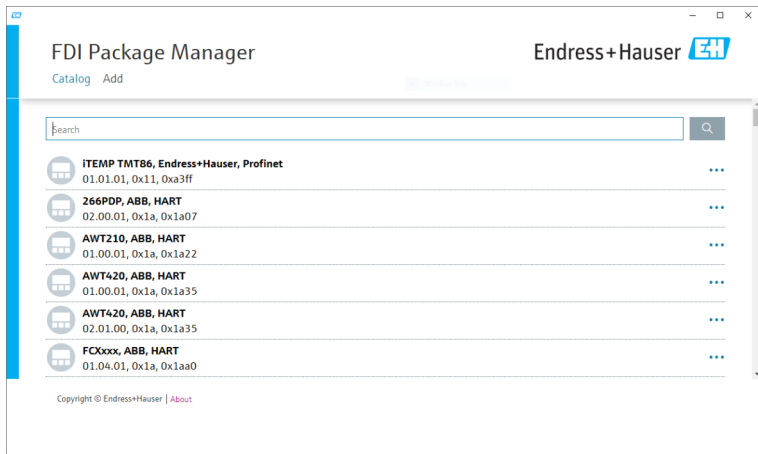 EH
FDI Package Manager
Endress+Hauser EH
Catalog Add
Search
iTEMP TMT86, Endress+Hauser, Profinet
01.01.01, 0x11, 0xa3ff
266PDP, ABB, HART
02.00.01, 0x1a, 0x1a07
AWT210, ABB, HART
01.00.01, 0x1a, 0x1a22
AWT420, ABB, HART
01.00.01, 0x1a, 0x1a35
AWT420, ABB, HART
02.01.00, 0x1a, 0x1a35
FCXxxx, ABB, HART
01.04.01, 0x1a, 0x1aa0
Copyright © Endress+Hauser | About